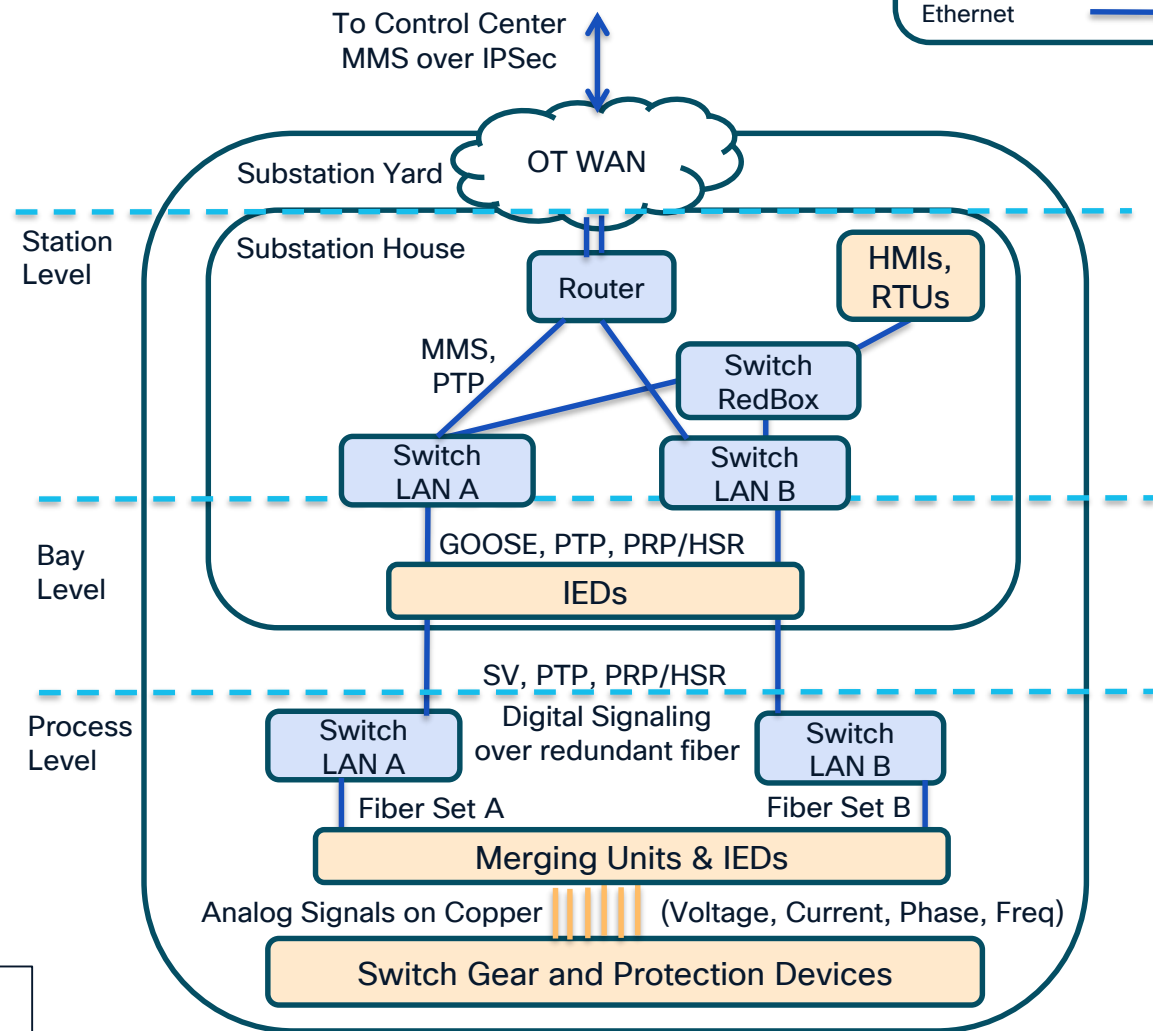 To Control Center
MMS over IPSec
Ethernet
OT WAN
Substation Yard
Station
Level
Substation House
Router
HMIs,
RTUs
MMS,
PTP
Switch
RedBox
Switch
LAN A
Switch
LAN B
Bay
Level
GOOSE, PTP, PRP/HSR
IEDs
SV, PTP, PRP/HSR
Process
Level
Switch
LAN A
Digital Signaling
over redundant fiber
Switch
LAN B
Fiber Set A
Fiber Set B
Merging Units & IEDs
Analog Signals on Copper
(Voltage, Current, Phase, Freq)
Switch Gear and Protection Devices